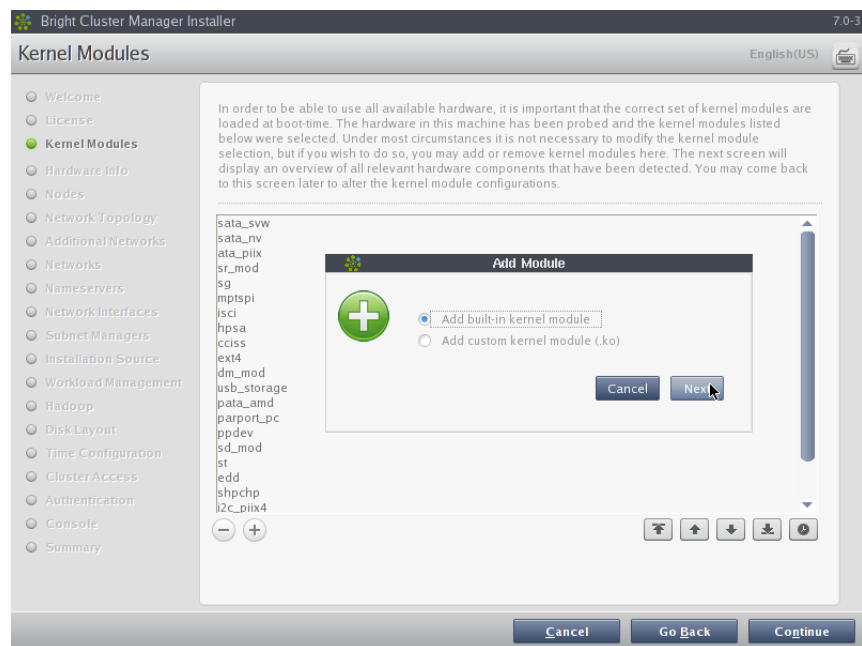 Bright Cluster Manager Installer
7.0-3
Kernel Modules
English(US)
Welcome
License
Kernel Modules
Hardware Info
Nodes
Network Topology
Additional Networks
Networks
Nameservers
Network Interfaces
Subnet Managers
Installation Source
Workload Management
Hadoop
Disk Layout
Time Configuration
Cluster Access
Authentication
Console
Summary
In order to be able to use all available hardware, it is important that the correct set of kernel modules are
loaded at boot-time. The hardware in this machine has been probed and the kernel modules listed
below were selected. Under most circumstances it is not necessary to modify the kernel module
selection, but if you wish to do so, you may add or remove kernel modules here. The next screen will
display an overview of all relevant hardware components that have been detected. You may come back
to this screen later to alter the kernel module configurations.
sata_svw
sata_nv
ata_piix
sr_mod
sg
mptspi
isci
hpsa
cciss
ext4
dm_mod
usb_storage
pata_amd
parport_pc
ppdev
sd_mod
st
edd
shpchp
i2c_piix4
Add Module
Add built-in kernel module
Add custom kernel module (.ko)
Cancel
Next
Cancel
Go Back
Continue